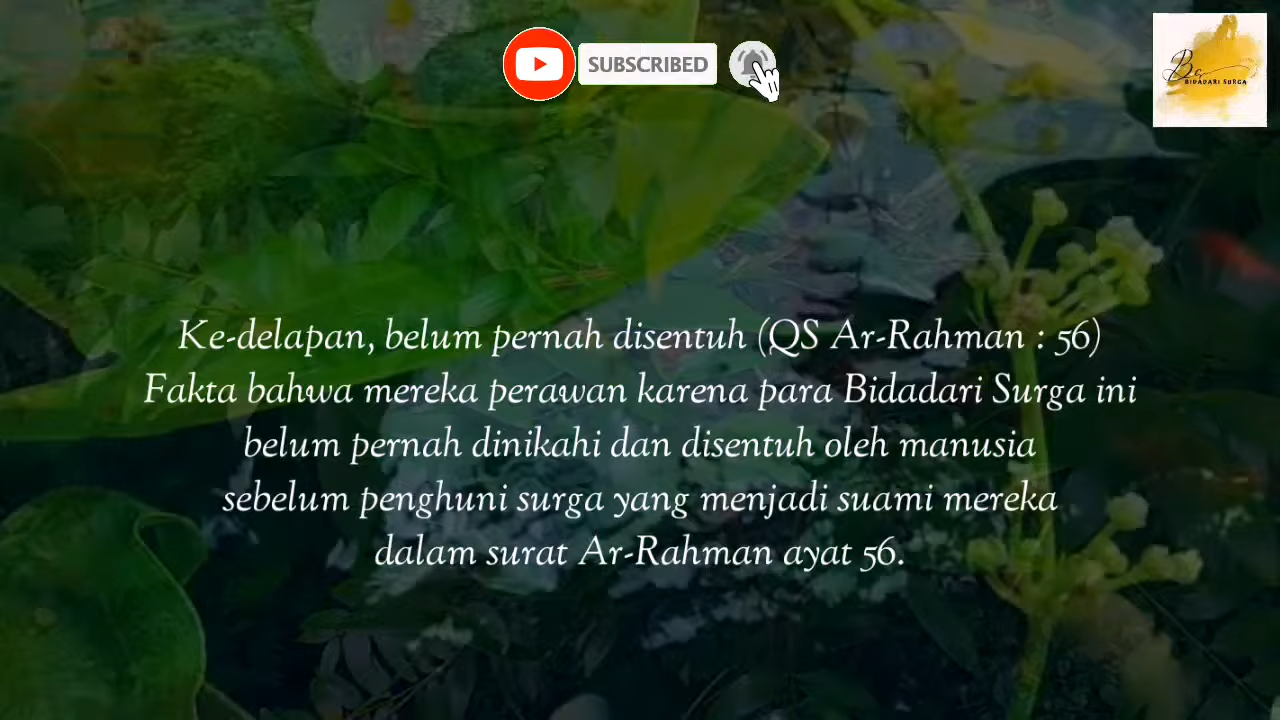 SUBSCRIBED
BIDADARI SURGA
Ke-delapan, belum pernah disentuh (QS Ar-Rahman : 56)
Fakta bahwa mereka perawan karena para Bidadari Surga ini
belum pernah dinikahi dan disentuh oleh manusia
sebelum penghuni surga yang menjadi suami mereka
dalam surat Ar-Rahman ayat 56.